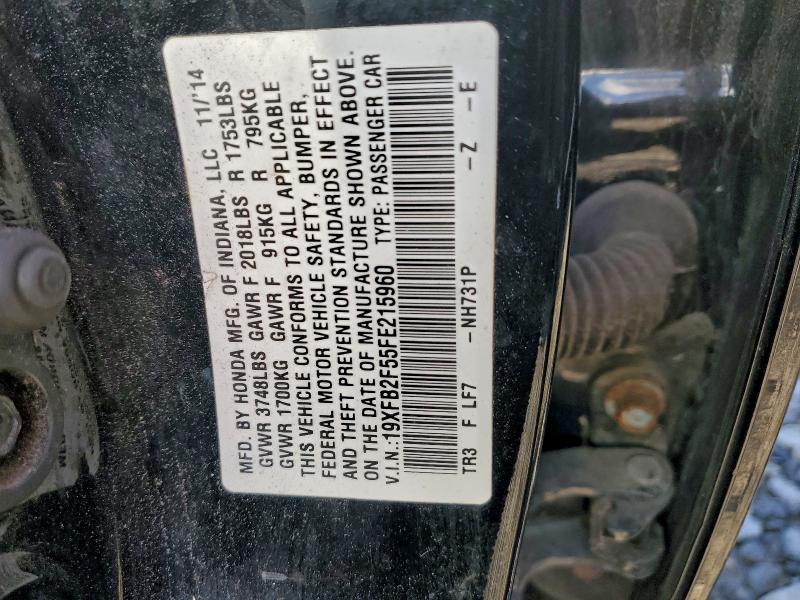 MFD. BY HONDA MFG. OF INDIANA, LLC 11/'14
GVWR 3748LBS GAWR F 2018LBS R 1753LBS
GVWR 1700KG GAWR F 915KG R 795KG
THIS VEHICLE CONFORMS TO ALL APPLICABLE
FEDERAL MOTOR VEHICLE SAFETY, BUMPER,
AND THEFT PREVENTION STANDARDS IN EFFECT
ON THE DATE OF MANUFACTURE SHOWN ABOVE.
V.I.N.:19XFB2F55FE215960 TYPE: PASSENGER CAR
TR3 F LF7 -NH731P -Z -E